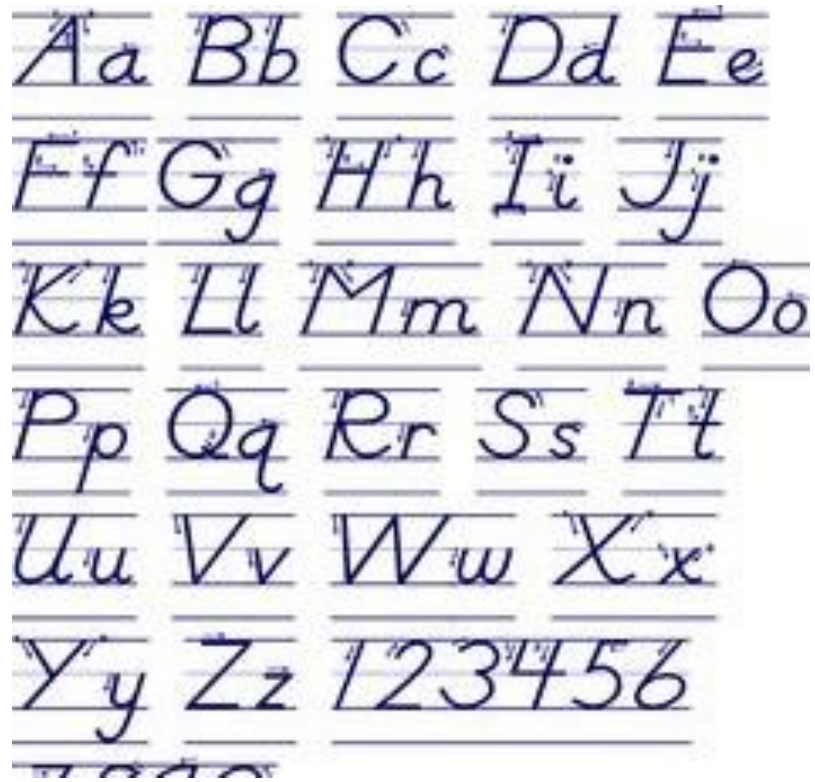 Aa Bb Cc Dd Ee
Ff Gg Hh Ii Jj
Kk Ll Mm Nn Oo
Pp Qq Rr Ss Tt
Uu Vv Ww Xx
Yy Zz 123456